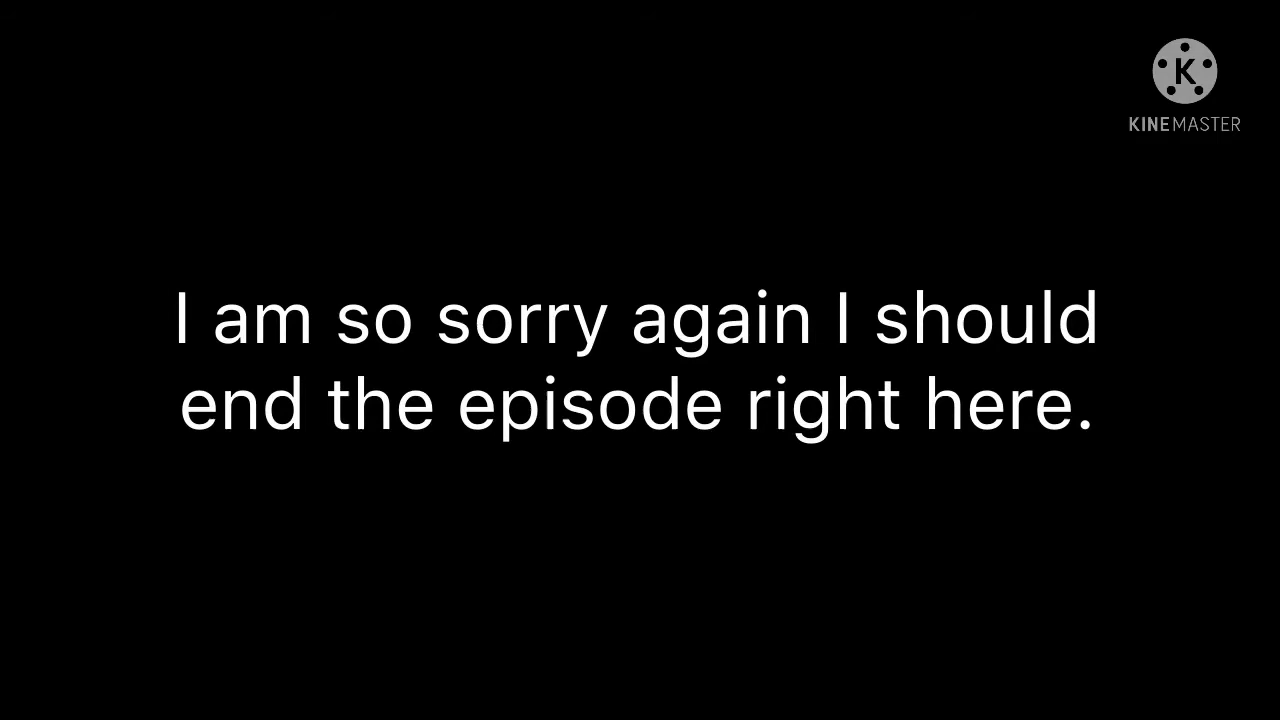 K
KINEMASTER
I am so sorry again I should
end the episode right here.